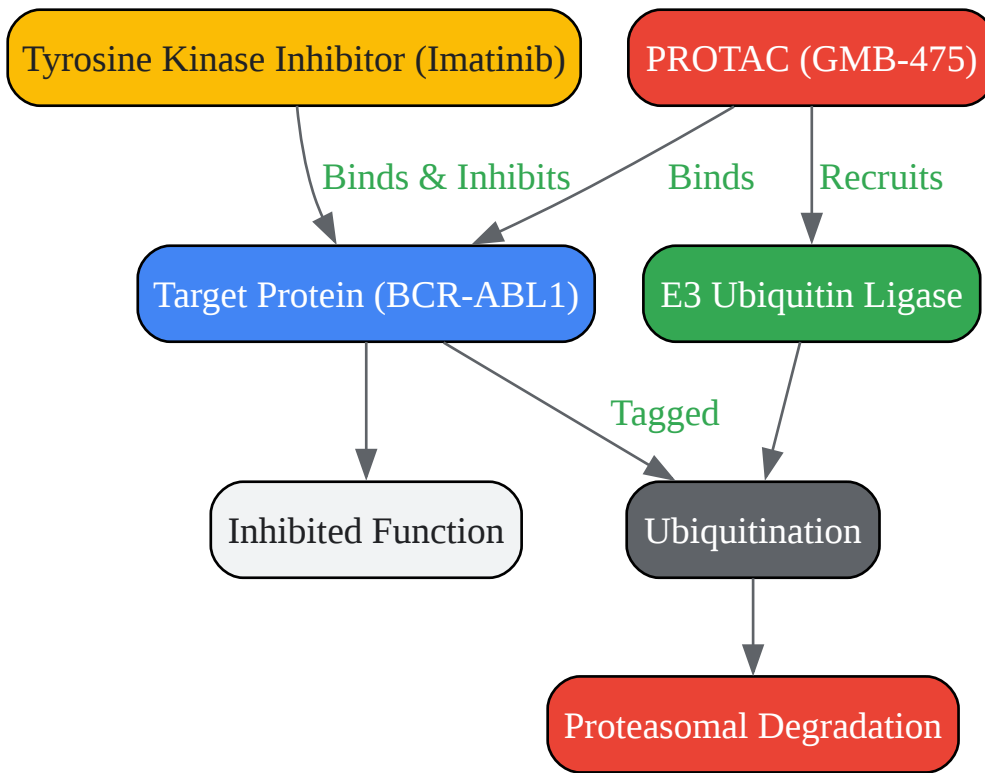 Tyrosine Kinase Inhibitor (Imatinib)
PROTAC (GMB-475)
Binds & Inhibits
Binds
Recruits
Target Protein (BCR-ABL1)
E3 Ubiquitin Ligase
Tagged
Inhibited Function
Ubiquitination
Proteasomal Degradation